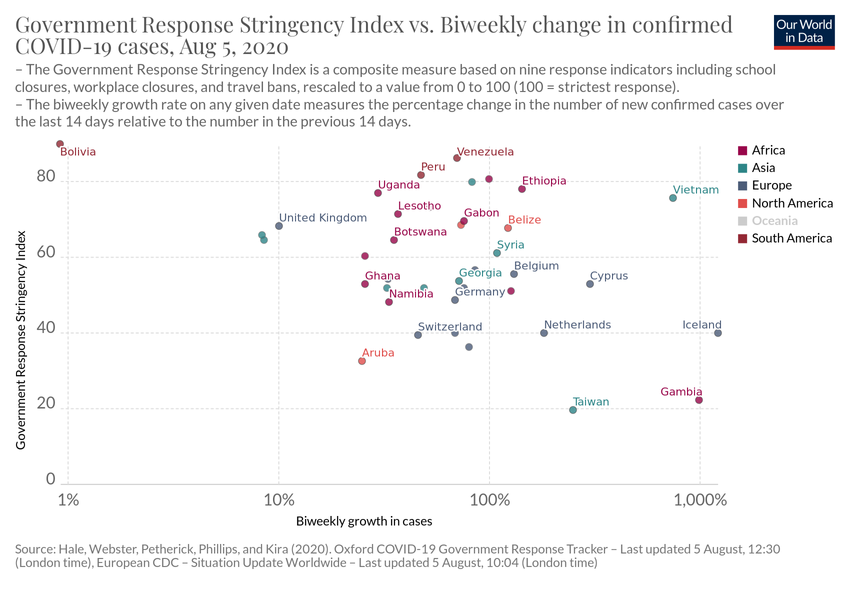 Government Response Stringency Index vs. Biweekly change in confirmed
COVID-19 cases, Aug 5, 2020
Our World
in Data
– The Government Response Stringency Index is a composite measure based on nine response indicators including school
closures, workplace closures, and travel bans, rescaled to a value from 0 to 100 (100 = strictest response).
– The biweekly growth rate on any given date measures the percentage change in the number of new confirmed cases over
the last 14 days relative to the number in the previous 14 days.
Bolivia
Venezuela
Africa
Peru
Asia
80
Uganda
Ethiopia
Vietnam
Europe
Lesotho
North America
United Kingdom
Gabon
Belize
Oceania
Botswana
South America
Syria
60
Ghana
Georgia
Belgium
Cyprus
Namibia
Germany
Switzerland
Netherlands
Iceland
40
Aruba
Gambia
Taiwan
20
0
Government Response Stringency Index
1%
10%
100%
1,000%
Biweekly growth in cases
Source: Hale, Webster, Petherick, Phillips, and Kira (2020). Oxford COVID-19 Government Response Tracker – Last updated 5 August, 12:30
(London time), European CDC – Situation Update Worldwide – Last updated 5 August, 10:04 (London time)